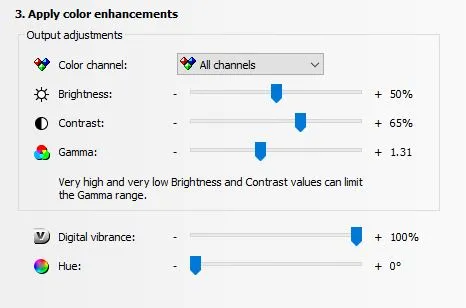 3. Apply color enhancements
Output adjustments
Color channel: All channels
Brightness: - + 50%
Contrast: - + 65%
Gamma: - + 1.31
Very high and very low Brightness and Contrast values can limit
the Gamma range.
Digital vibrance: - + 100%
Hue: - + 0°